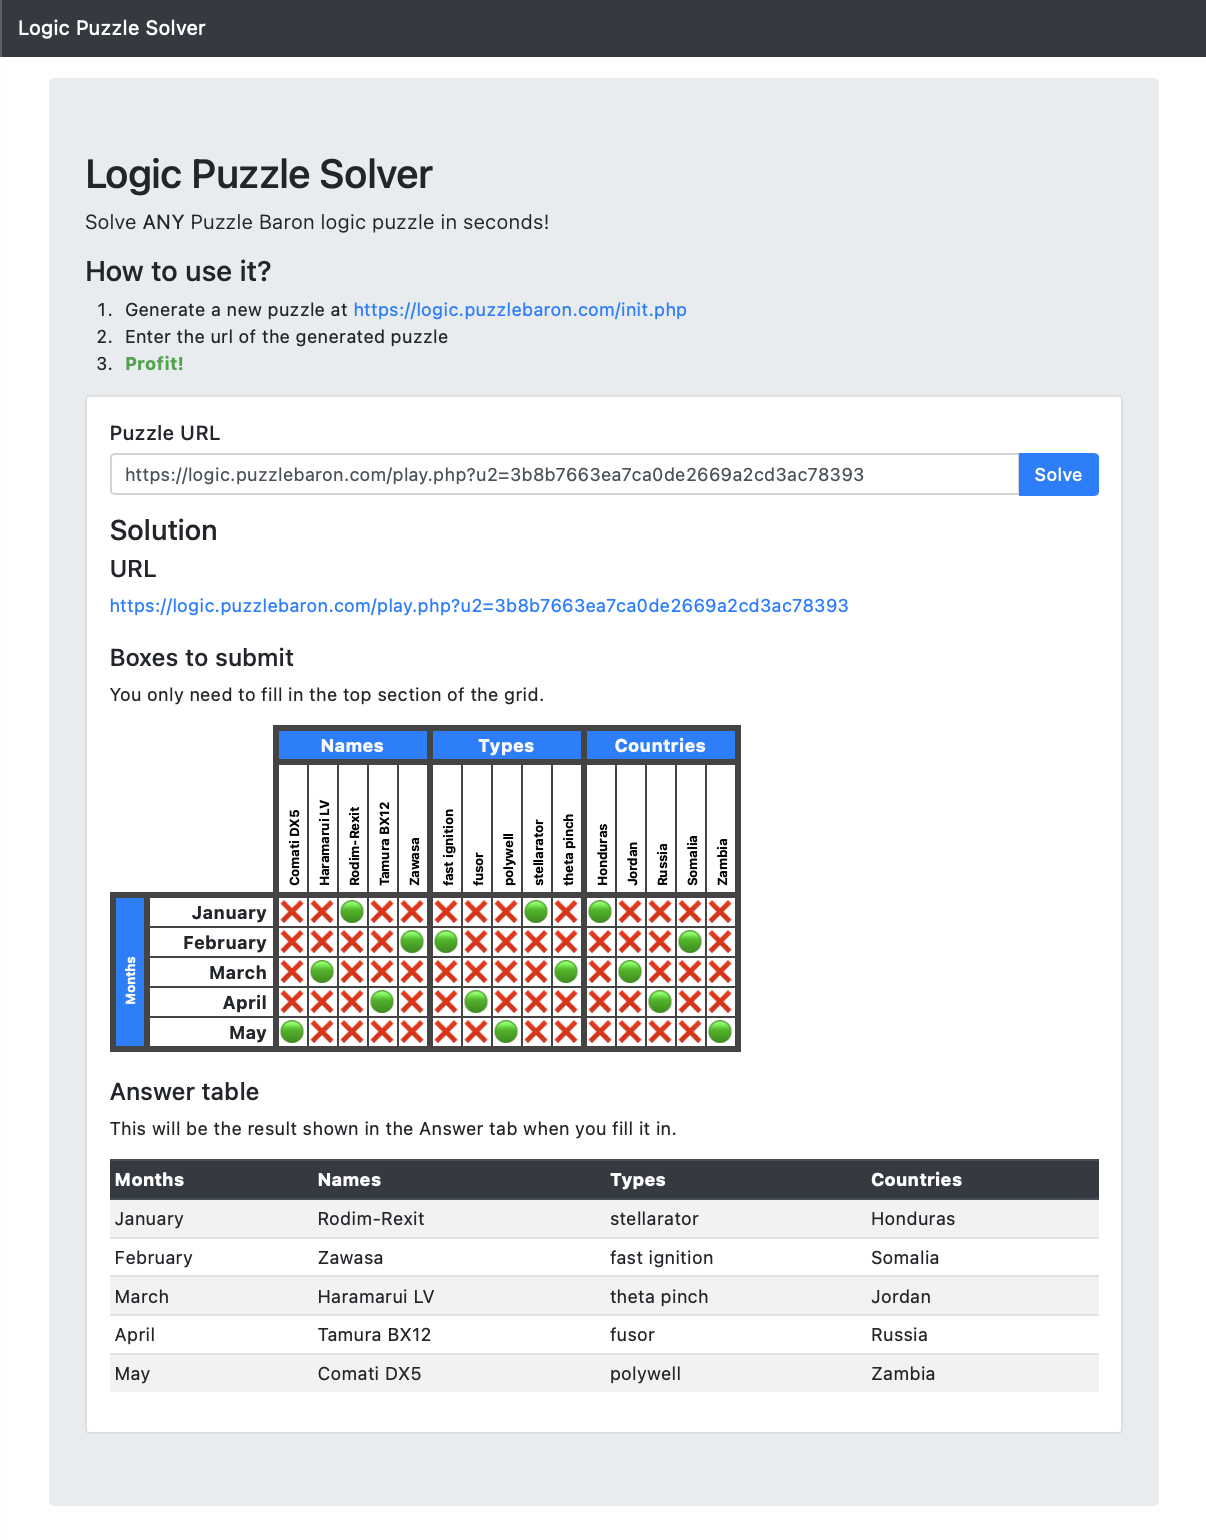 Logic Puzzle Solver
Logic Puzzle Solver
Solve ANY Puzzle Baron logic puzzle in seconds!
How to use it?
1. Generate a new puzzle at https://logic.puzzlebaron.com/init.php
2. Enter the url of the generated puzzle
3. Profit!
Puzzle URL
https://logic.puzzlebaron.com/play.php?u2=3b8b7663ea7ca0de2669a2cd3ac78393 Solve
Solution
URL
https://logic.puzzlebaron.com/play.php?u2=3b8b7663ea7ca0de2669a2cd3ac78393
Boxes to submit
You only need to fill in the top section of the grid.
Names Types Countries
Comati DX5
Haramarui LV
Rodim-Rexit
Tamura BX12
Zawasa
fast ignition
fusor
polywell
stellarator
theta pinch
Honduras
Jordan
Russia
Somalia
Zambia
Months
January
February
March
April
May
Answer table
This will be the result shown in the Answer tab when you fill it in.
Months Names Types Countries
January Rodim-Rexit stellarator Honduras
February Zawasa fast ignition Somalia
March Haramarui LV theta pinch Jordan
April Tamura BX12 fusor Russia
May Comati DX5 polywell Zambia